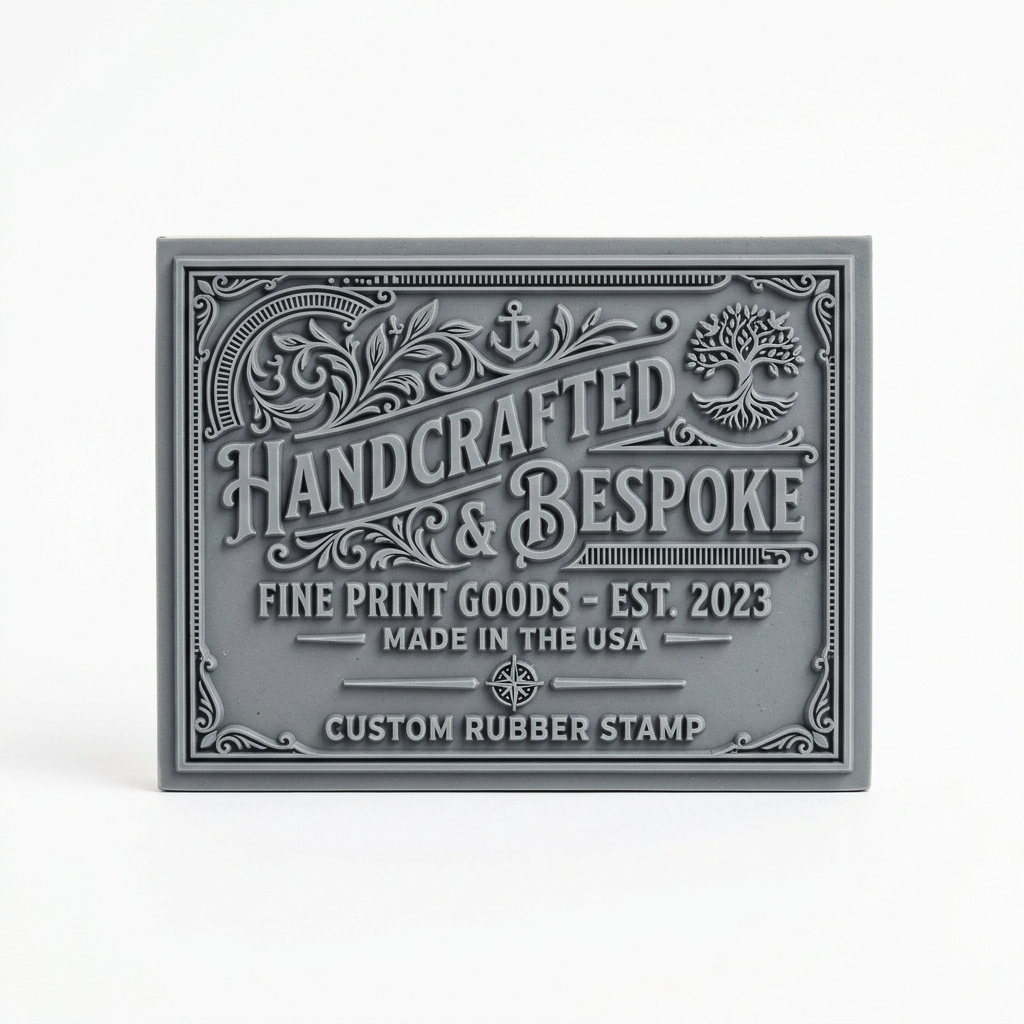 HANDCRAFTED
& BESPOKE
FINE PRINT GOODS - EST. 2023
MADE IN THE USA
CUSTOM RUBBER STAMP